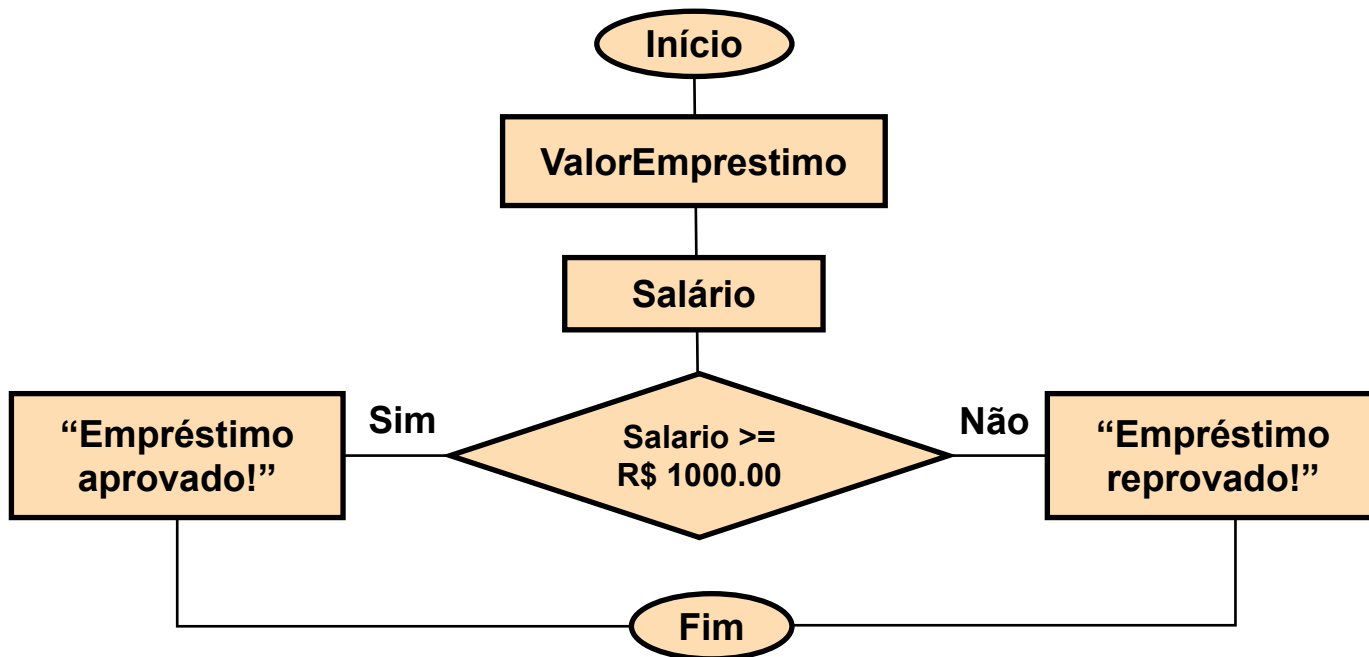 Início
ValorEmprestimo
Salário
Sim
Salario >=
R$ 1000.00
Não
“Empréstimo
aprovado!”
“Empréstimo
reprovado!”
Fim